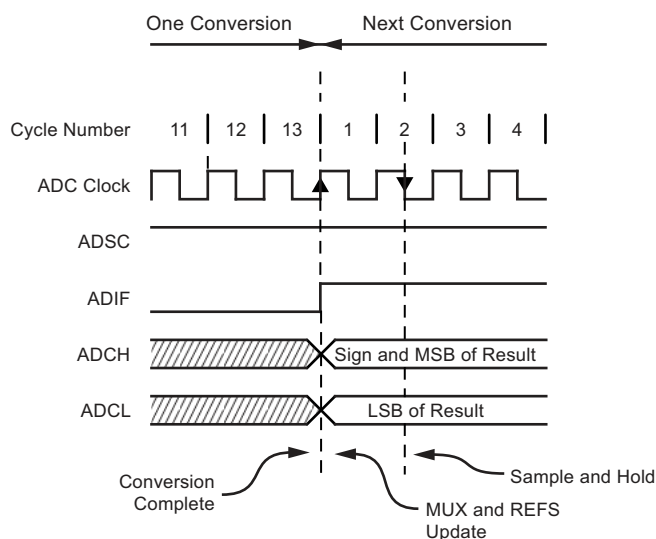 One Conversion Next Conversion
Cycle Number 11 12 13 1 2 3 4
ADC Clock
ADSC
ADIF
ADCH Sign and MSB of Result
ADCL LSB of Result
Conversion
Complete
MUX and REFS
Update
Sample and Hold